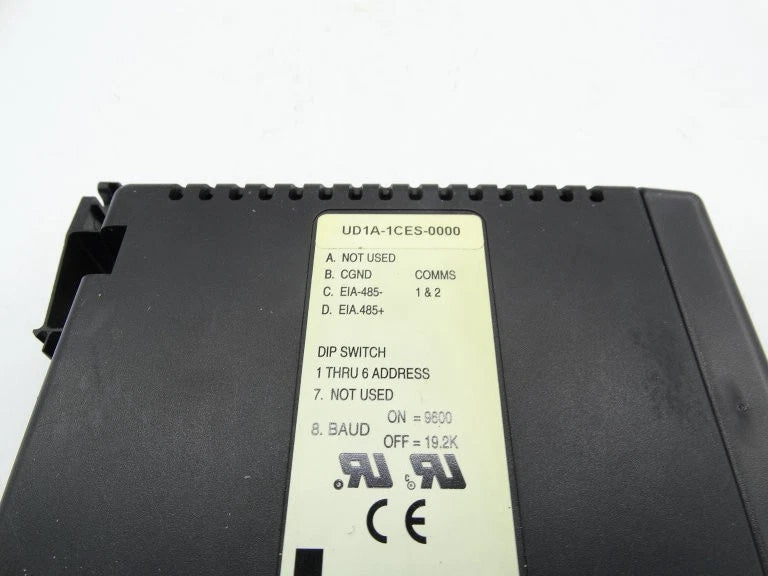 UD1A-1CES-0000
A. NOT USED
B. CGND COMMS
C. EIA-485- 1 & 2
D. EIA.485+
DIP SWITCH
1 THRU 6 ADDRESS
7. NOT USED
8. BAUD ON = 9600
OFF = 19.2K
CE